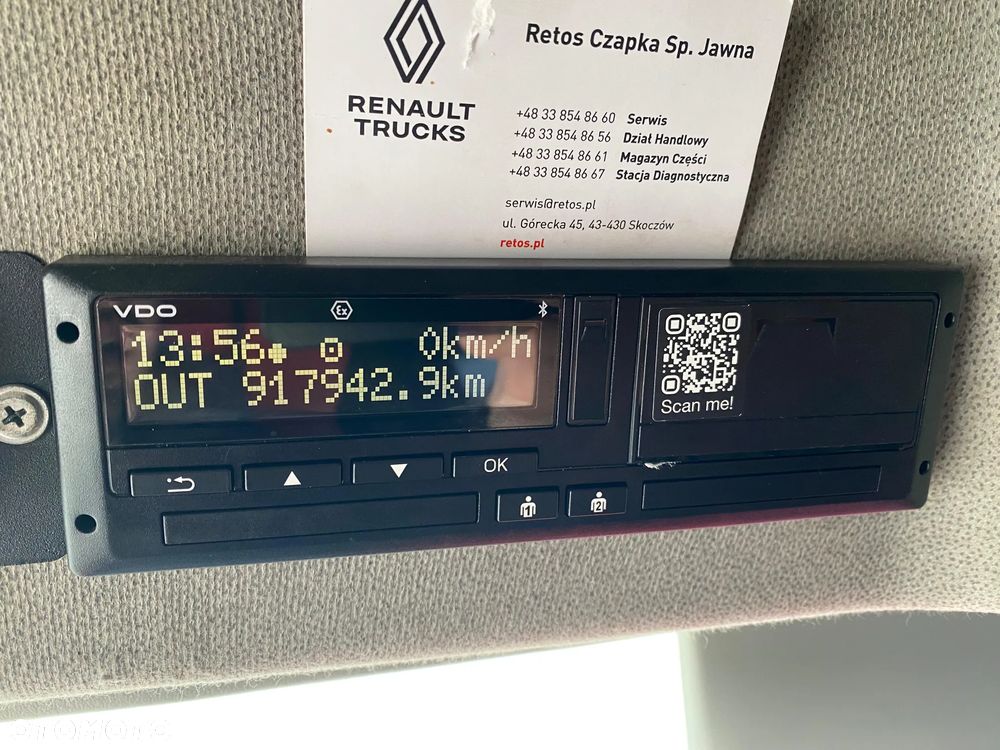 Retos Czapka Sp. Jawna
RENAULT
TRUCKS
+48 33 854 86 60 Serwis
+48 33 854 86 56 Dział Handlowy
+48 33 854 86 61 Magazyn Części
+48 33 854 86 67 Stacja Diagnostyczna
serwis@retos.pl
ul. Górecka 45, 43-430 Skoczów
retos.pl
VDO
Ex
13:56 0km/h
OUT 917942.9km
Scan me!
OK
1
2
OTOMOTO